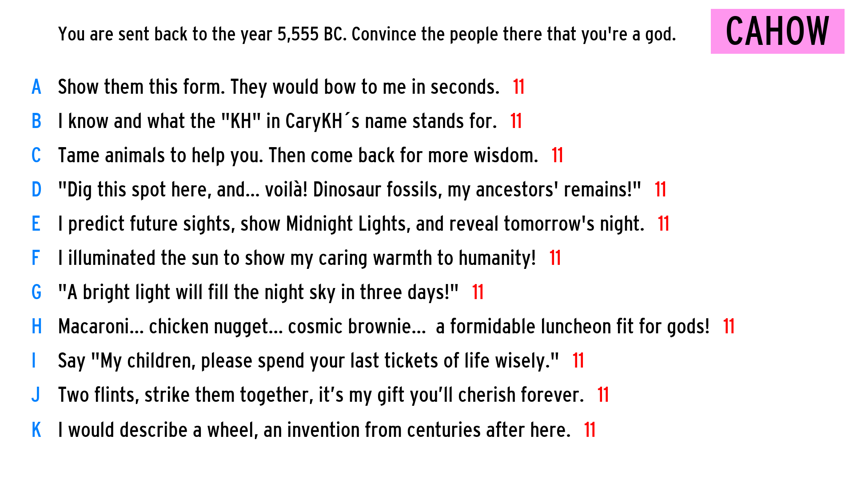 You are sent back to the year 5,555 BC. Convince the people there that you're a god. CAHOW
A Show them this form. They would bow to me in seconds. 11
B I know and what the "KH" in CaryKH´s name stands for. 11
C Tame animals to help you. Then come back for more wisdom. 11
D "Dig this spot here, and... voilà! Dinosaur fossils, my ancestors' remains!" 11
E I predict future sights, show Midnight Lights, and reveal tomorrow's night. 11
F I illuminated the sun to show my caring warmth to humanity! 11
G "A bright light will fill the night sky in three days!" 11
H Macaroni... chicken nugget... cosmic brownie... a formidable luncheon fit for gods! 11
I Say "My children, please spend your last tickets of life wisely." 11
J Two flints, strike them together, it’s my gift you’ll cherish forever. 11
K I would describe a wheel, an invention from centuries after here. 11